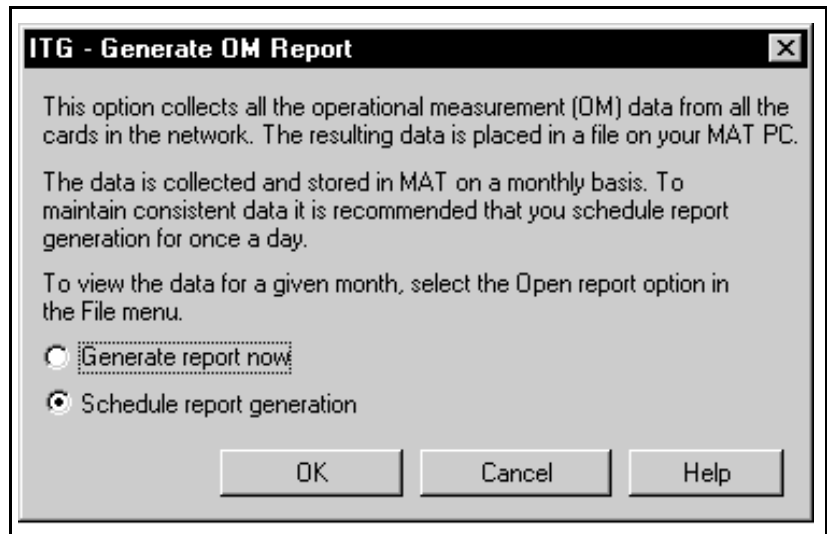 ITG - Generate OM Report
This option collects all the operational measurement (OM) data from all the
cards in the network. The resulting data is placed in a file on your MAT PC.
The data is collected and stored in MAT on a monthly basis. To
maintain consistent data it is recommended that you schedule report
generation for once a day.
To view the data for a given month, select the Open report option in
the File menu.
Generate report now
Schedule report generation
OK Cancel Help